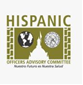 HISPANIC
OFFICERS ADVISORY COMMITTEE
Nuestro Futuro es Nuestra Salud